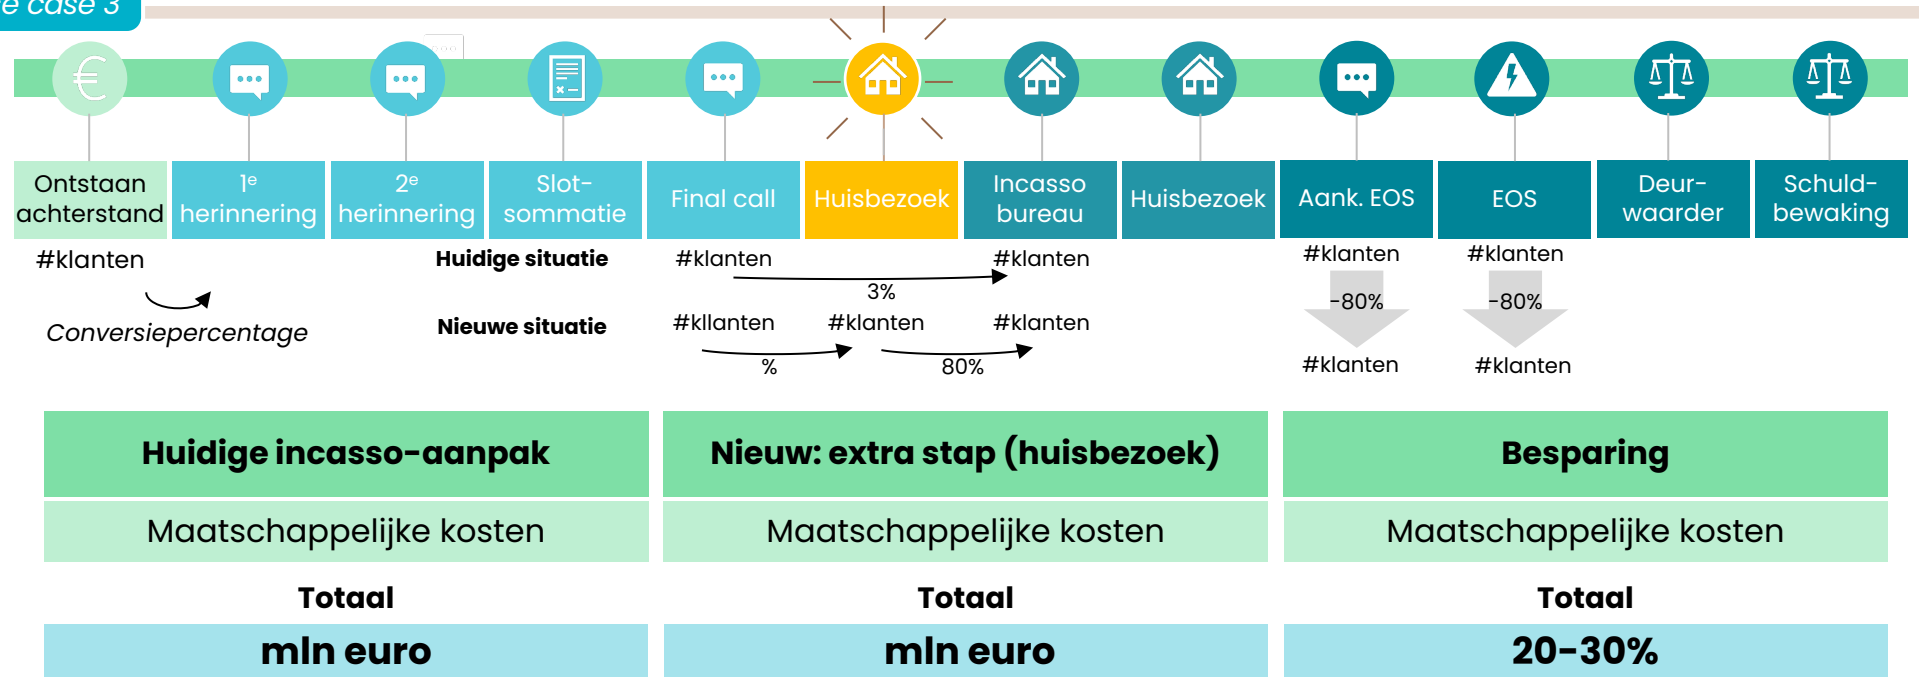 e case 3
Ontstaan
achterstand
1e
herinnering
2e
herinnering
Slot-
sommatie
Final call
Huisbezoek
Incasso
bureau
Huisbezoek
Aank. EOS
EOS
Deur-
waarder
Schuld-
bewaking
#klanten
Conversiepercentage
Huidige situatie
#klanten
#klanten
3%
Nieuwe situatie
#kllanten
#klanten
#klanten
%
80%
#klanten
#klanten
-80%
-80%
#klanten
#klanten
Huidige incasso-aanpak
Nieuw: extra stap (huisbezoek)
Besparing
Maatschappelijke kosten
Maatschappelijke kosten
Maatschappelijke kosten
Totaal
Totaal
Totaal
mln euro
mln euro
20-30%